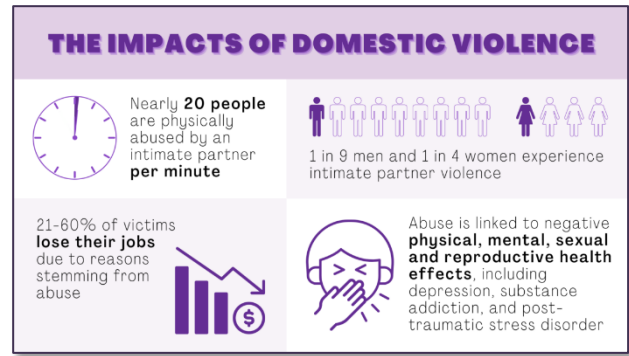 THE IMPACTS OF DOMESTIC VIOLENCE
Nearly 20 people
are physically
abused by an
intimate partner
per minute
1 in 9 men and 1 in 4 women experience
intimate partner violence
21-60% of victims
lose their jobs
due to reasons
stemming from
abuse
$
Abuse is linked to negative
physical, mental, sexual
and reproductive health
effects, including
depression, substance
addiction, and post-
traumatic stress disorder